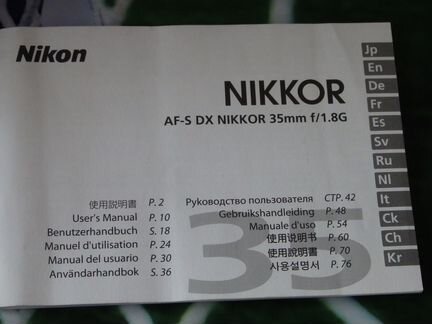 Nikon
NIKKOR
AF-S DX NIKKOR 35mm f/1.8G
使用説明書 P. 2
User's Manual P. 10
Benutzerhandbuch S. 18
Manuel d'utilisation P. 24
Manual del usuario P. 30
Användarhandbok S. 36
Руководство пользователя СТР. 42
Gebruikshandleiding P. 48
Manuale d'uso P. 54
使用说明书 P. 60
使用說明書 P. 70
사용설명서 P. 76
35
Jp
En
De
Fr
Es
Sv
Ru
Nl
It
Ck
Ch
Kr